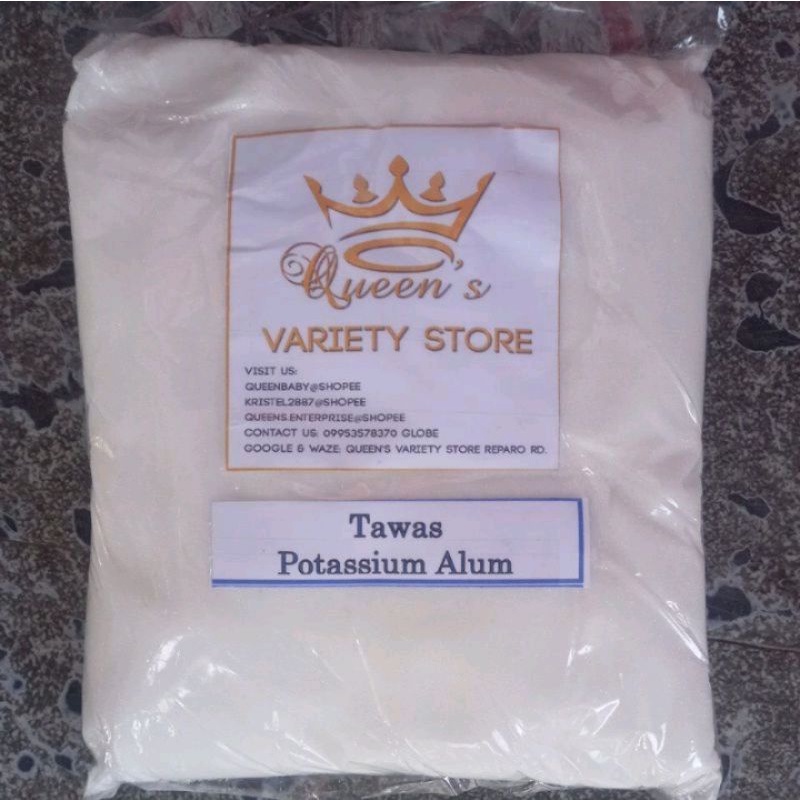 Queen's
VARIETY STORE
VISIT US:
QUEENBABY@SHOPEE
KRISTEL2887@SHOPEE
QUEENS.ENTERPRISE@SHOPEE
CONTACT US: 09953578370 GLOBE
GOOGLE & WAZE: QUEEN'S VARIETY STORE REPARO RD.
Tawas
Potassium Alum